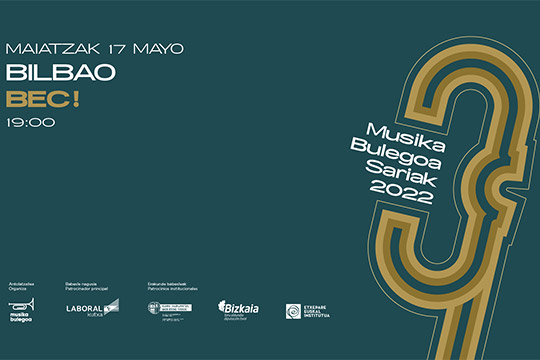 MAIATZAK 17 MAYO
BILBAO
BEC!
19:00
Musika
Bulegoa
Sariak
2022
Antolatzailea
Organiza
musika
bulegoa
Babesle nagusia
Patrocinador principal
LABORAL
kutxa
Erakunde babesleak
Patrocinios institucionales
Bizkaia
ETXEPARE
EUSKAL
INSTITUTUA